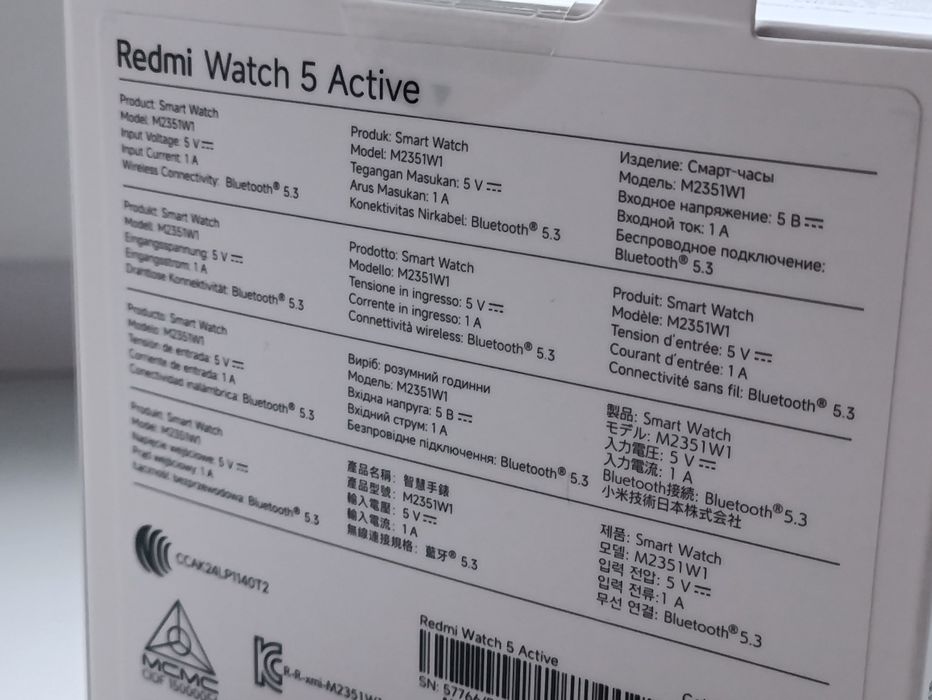 Redmi Watch 5 Active
Product: Smart Watch
Model: M2351W1
Input Voltage: 5 V⎓
Input Current: 1 A
Wireless Connectivity: Bluetooth® 5.3
Produk: Smart Watch
Model: M2351W1
Tegangan Masukan: 5 V⎓
Arus Masukan: 1 A
Konektivitas Nirkabel: Bluetooth® 5.3
Изделие: Смарт-часы
Модель: M2351W1
Входное напряжение: 5 В⎓
Входной ток: 1 А
Беспроводное подключение:
Bluetooth® 5.3
Produkt: Smart Watch
Modell: M2351W1
Eingangsspannung: 5 V⎓
Eingangsstrom: 1 A
Drahtlose Konnektivität: Bluetooth® 5.3
Prodotto: Smart Watch
Modello: M2351W1
Tensione in ingresso: 5 V⎓
Corrente in ingresso: 1 A
Connettività wireless: Bluetooth® 5.3
Produit: Smart Watch
Modèle: M2351W1
Tension d'entrée: 5 V⎓
Courant d'entrée: 1 A
Connectivité sans fil: Bluetooth® 5.3
Producto: Smart Watch
Modelo: M2351W1
Tensión de entrada: 5 V⎓
Corriente de entrada: 1 A
Conectividad inalámbrica: Bluetooth® 5.3
Виріб: розумний годинни
Модель: M2351W1
Вхідна напруга: 5 В⎓
Вхідний струм: 1 А
Безпровідне підключення: Bluetooth® 5.3
製品: Smart Watch
モデル: M2351W1
入力電圧: 5 V⎓
入力電流: 1 A
Bluetooth接続: Bluetooth®5.3
小米技術日本株式会社
Produkt: Smart Watch
Model: M2351W1
Napięcie wejściowe: 5 V⎓
Prąd wejściowy: 1 A
Łączność bezprzewodowa: Bluetooth® 5.3
產品名稱: 智慧手錶
產品型號: M2351W1
輸入電壓: 5 V⎓
輸入電流: 1 A
無線連接規格: 藍牙® 5.3
제품: Smart Watch
모델: M2351W1
입력 전압: 5 V⎓
입력 전류: 1 A
무선 연결: Bluetooth®5.3
CCAK24LP1140T2
MCMC
R-R-xmi-M2351W1
Redmi Watch 5 Active
SN: 57766/